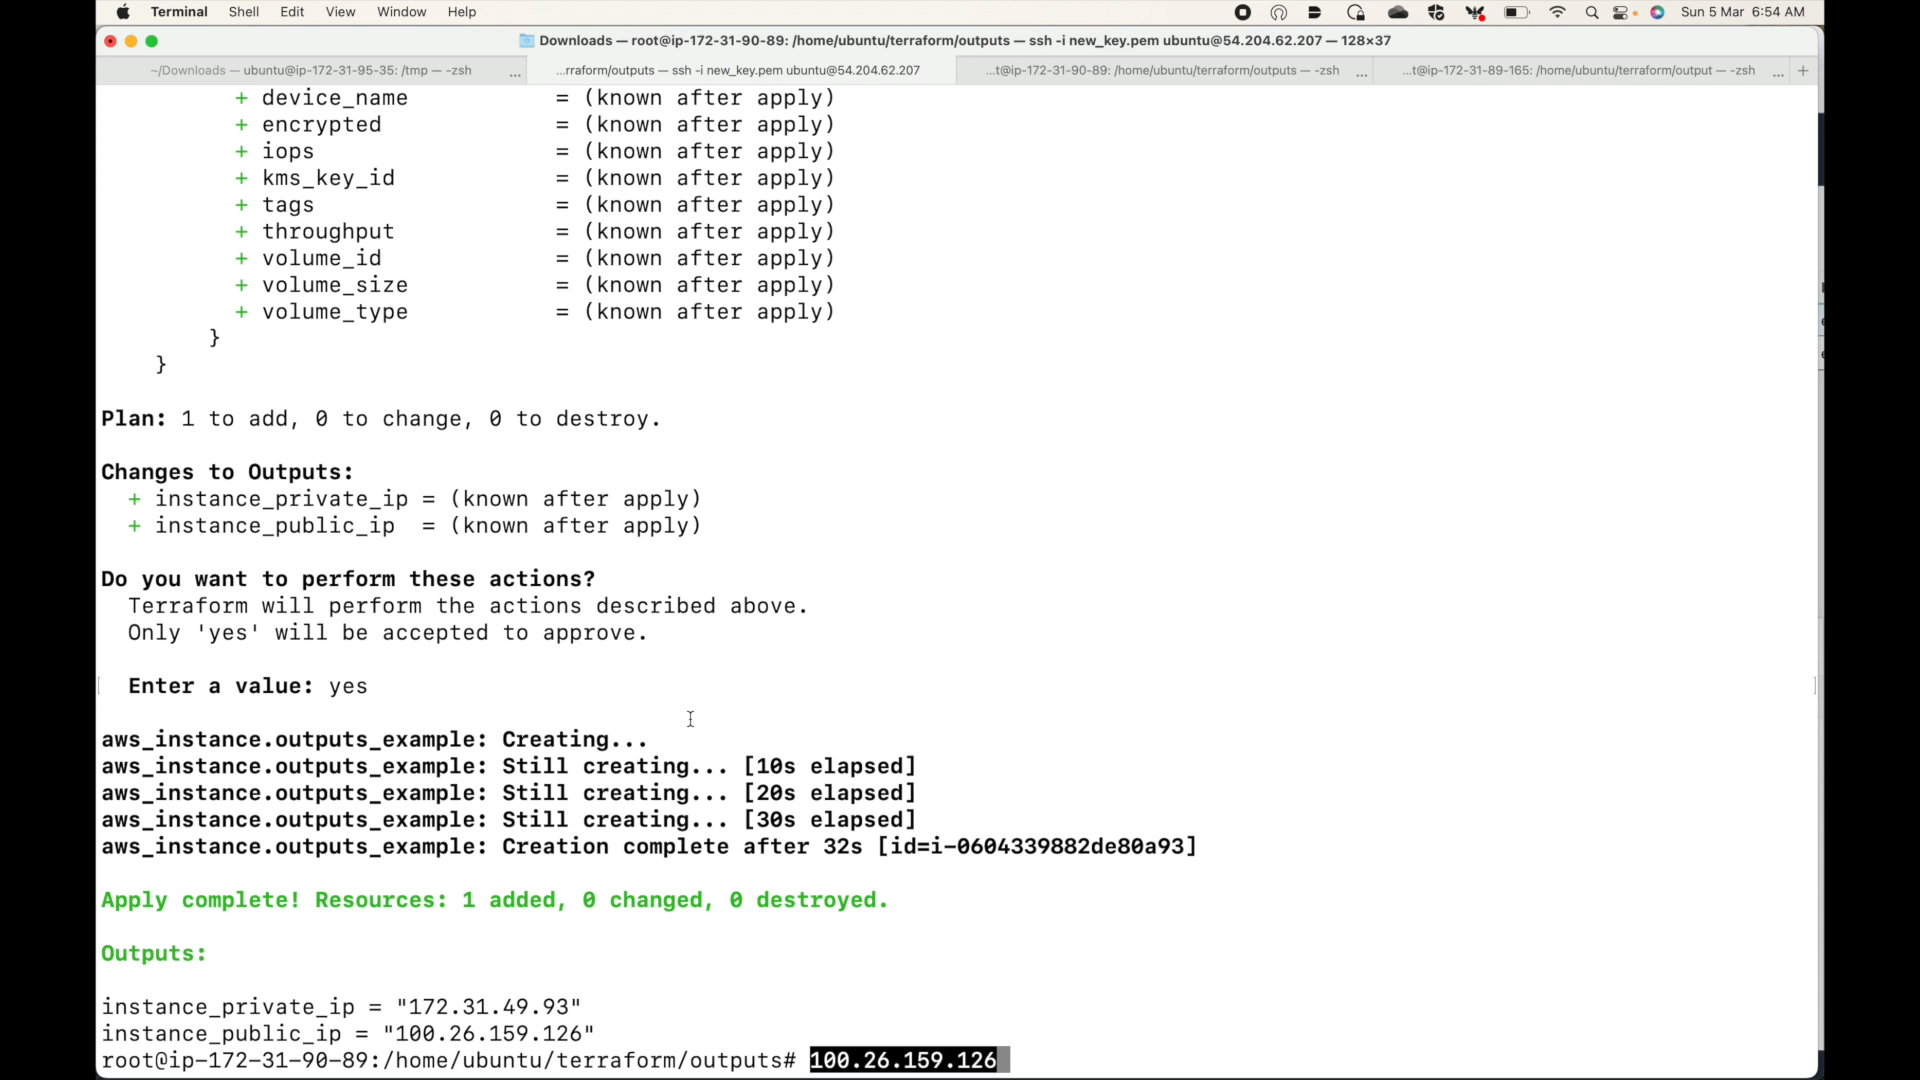 Terminal Shell Edit View Window Help Sun 5 Mar 6:54 AM
Downloads — root@ip-172-31-90-89: /home/ubuntu/terraform/outputs — ssh -i new_key.pem ubuntu@54.204.62.207 — 128×37
~/Downloads — ubuntu@ip-172-31-95-35: /tmp — -zsh ... ...rraform/outputs — ssh -i new_key.pem ubuntu@54.204.62.207 ...t@ip-172-31-90-89: /home/ubuntu/terraform/outputs — -zsh ... ...t@ip-172-31-89-165: /home/ubuntu/terraform/output — -zsh ... +
+ device_name = (known after apply)
+ encrypted = (known after apply)
+ iops = (known after apply)
+ kms_key_id = (known after apply)
+ tags = (known after apply)
+ throughput = (known after apply)
+ volume_id = (known after apply)
+ volume_size = (known after apply)
+ volume_type = (known after apply)
}
}
Plan: 1 to add, 0 to change, 0 to destroy.
Changes to Outputs:
+ instance_private_ip = (known after apply)
+ instance_public_ip = (known after apply)
Do you want to perform these actions?
Terraform will perform the actions described above.
Only 'yes' will be accepted to approve.
Enter a value: yes
aws_instance.outputs_example: Creating...
aws_instance.outputs_example: Still creating... [10s elapsed]
aws_instance.outputs_example: Still creating... [20s elapsed]
aws_instance.outputs_example: Still creating... [30s elapsed]
aws_instance.outputs_example: Creation complete after 32s [id=i-0604339882de80a93]
Apply complete! Resources: 1 added, 0 changed, 0 destroyed.
Outputs:
instance_private_ip = "172.31.49.93"
instance_public_ip = "100.26.159.126"
root@ip-172-31-90-89:/home/ubuntu/terraform/outputs# 100.26.159.126